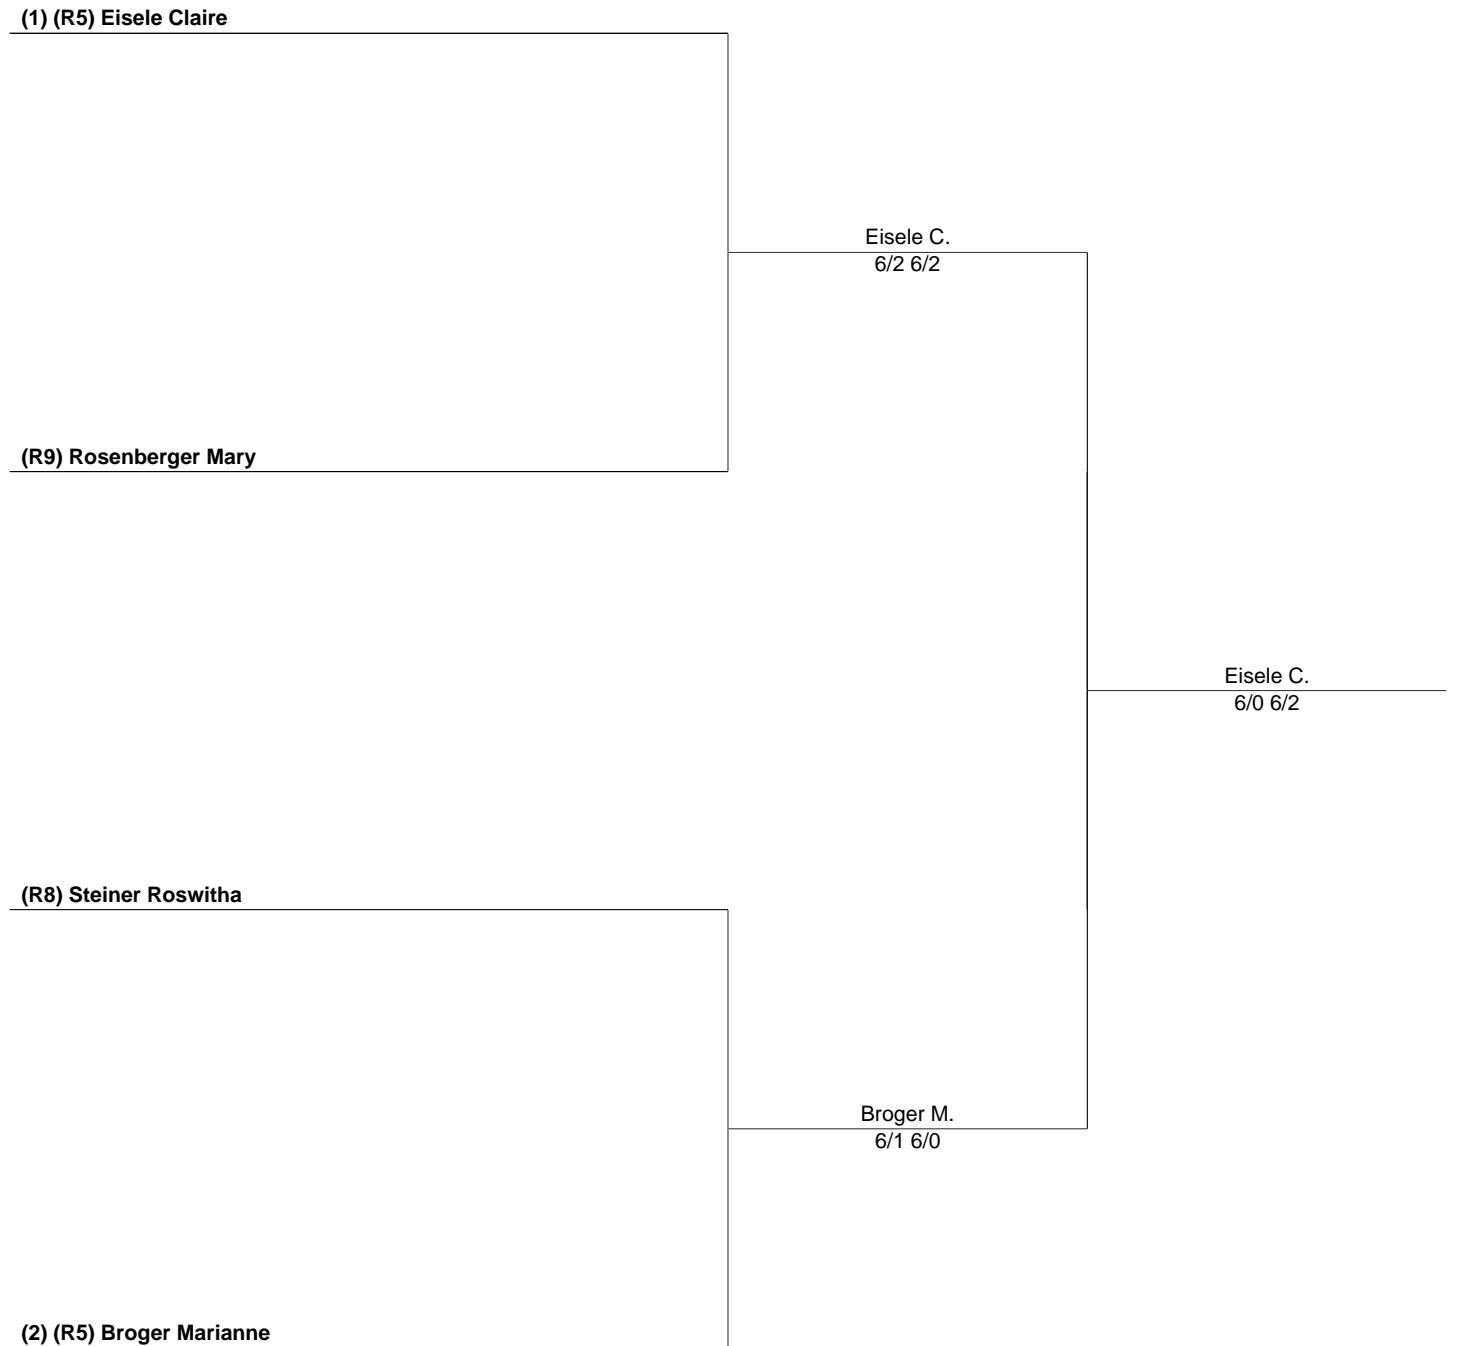 (1) (R5) Eisele Claire
Eisele C.
6/2 6/2
(R9) Rosenberger Mary
Eisele C.
6/0 6/2
(R8) Steiner Roswitha
Broger M.
6/1 6/0
(2) (R5) Broger Marianne